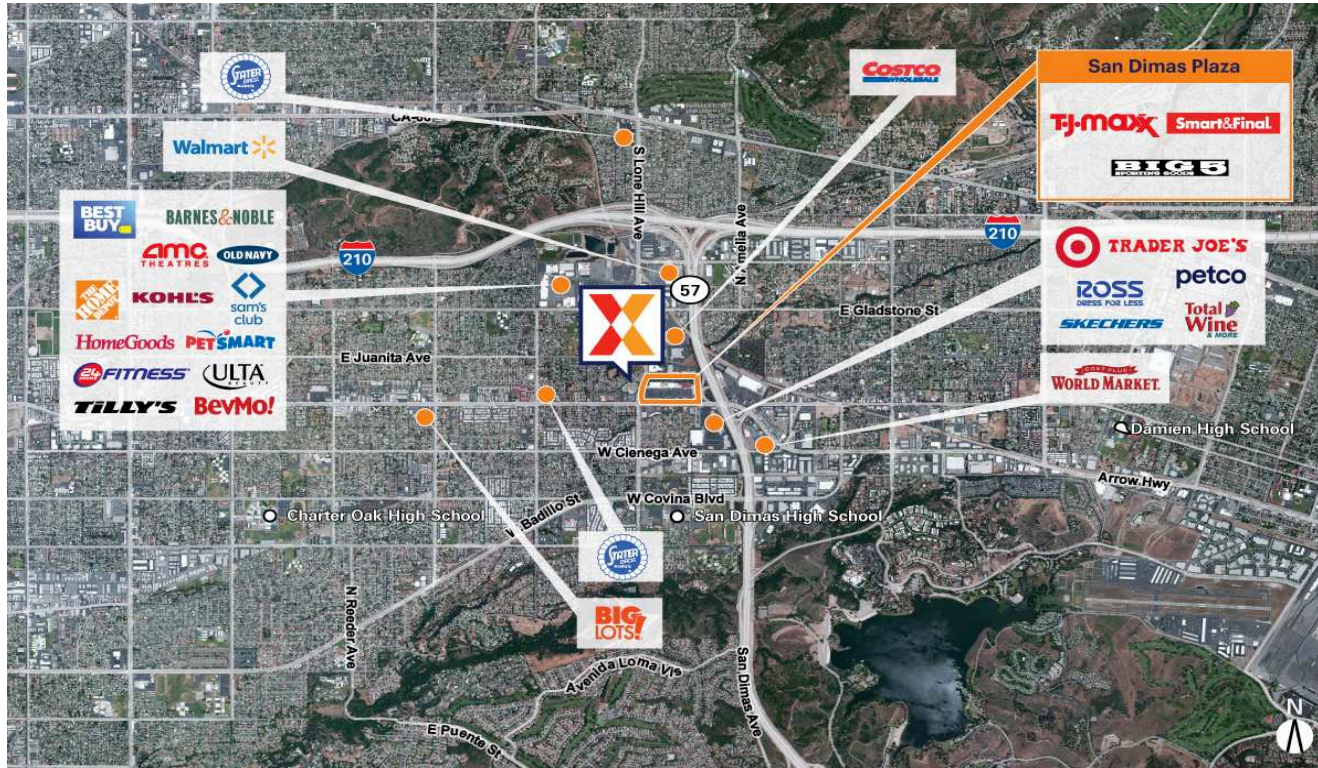 STATER BROS MARKETS
COSTCO
WHOLESALE
San Dimas Plaza
T·J·maxx Smart&Final.
BIG 5
SPORTING GOODS
Walmart
S Lone Hill Ave
BEST BUY
BARNES & NOBLE
amc
THEATRES
OLD NAVY
THE HOME DEPOT
KOHL'S
sam's club
HomeGoods PETSMART
24 HOUR FITNESS
ULTA
BEAUTY
TiLLY'S BevMo!
210
210
57
TARGET
TRADER JOE'S
ROSS
DRESS FOR LESS
petco
SKECHERS
Total Wine
& MORE
COST PLUS
WORLD MARKET.
E Gladstone St
E Juanita Ave
W Cienega Ave
Damien High School
Arrow Hwy
W Covina Blvd
Charter Oak High School
San Dimas High School
W Badillo St
STATER BROS MARKETS
BIG LOTS!
N Reeder Ave
Avenida Loma Vis
San Dimas Ave
E Puente St
N